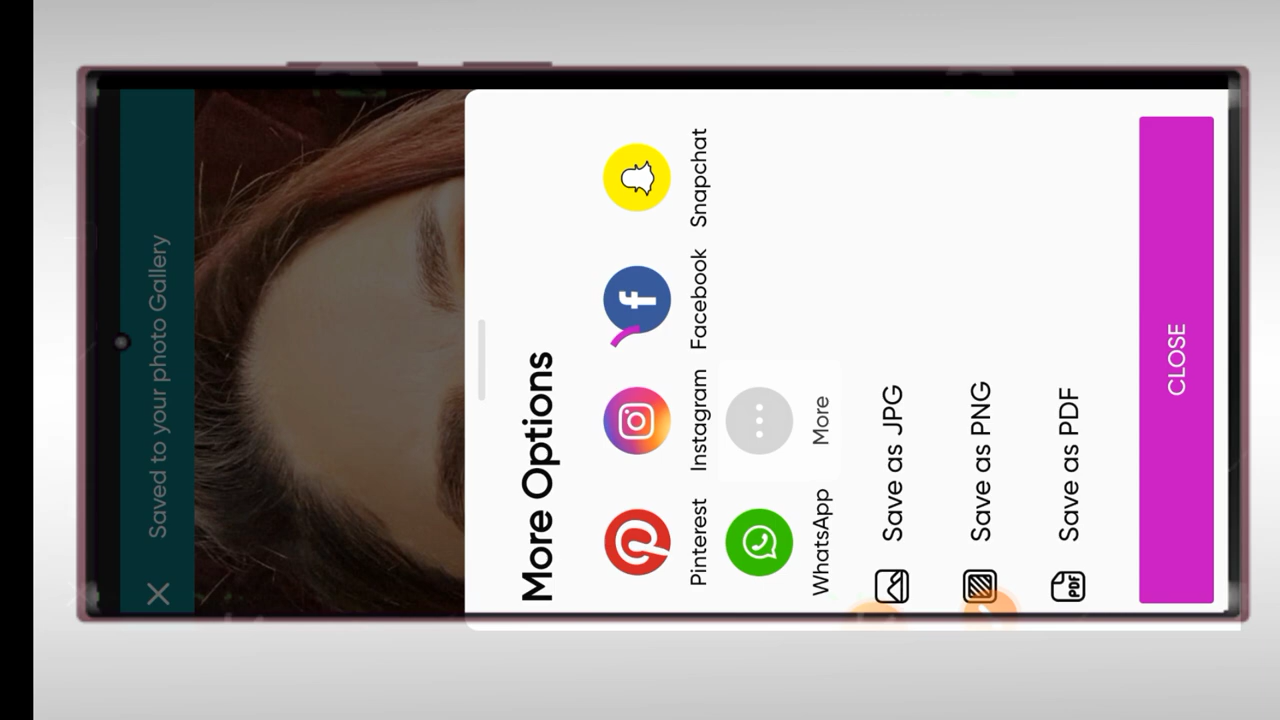 Saved to your photo Gallery
More Options
Pinterest Instagram Facebook Snapchat
WhatsApp More
Save as JPG
Save as PNG
PDF Save as PDF
CLOSE